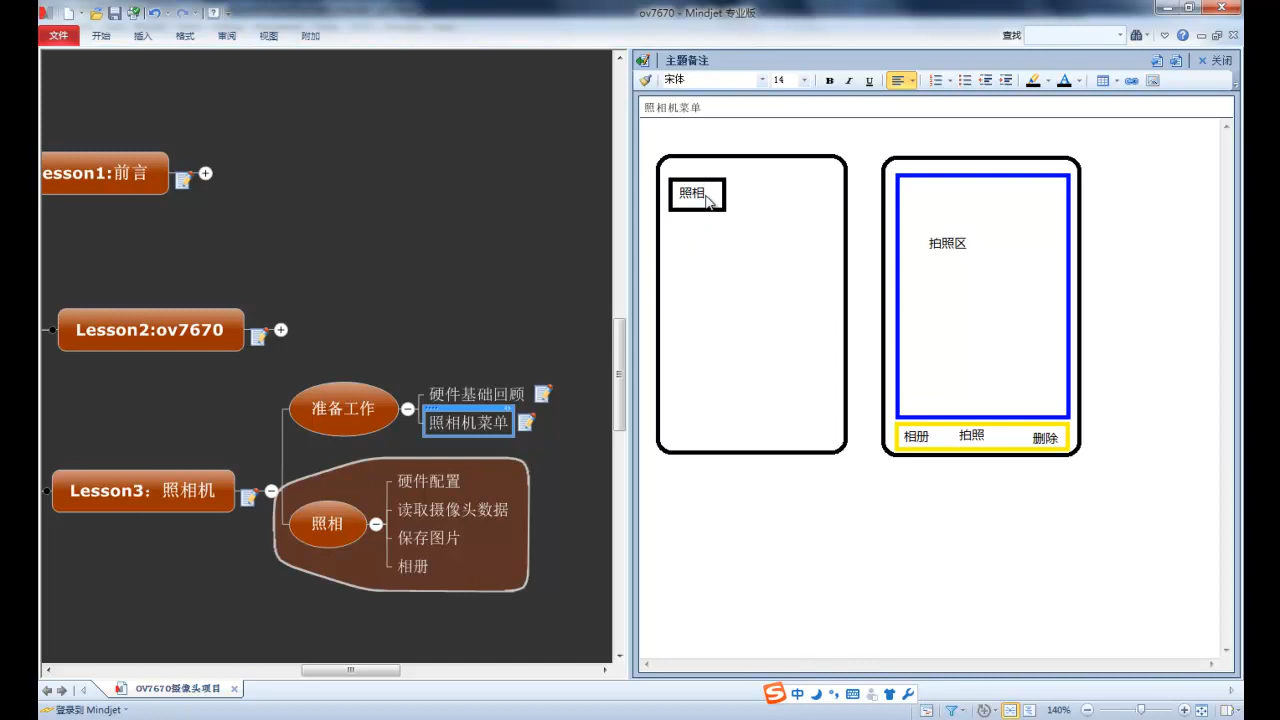 ov7670 - Mindjet 专业版
文件 开始 插入 格式 审阅 视图 附加 查找
主题备注 关闭
宋体 14 B I U A
照相机菜单
esson1:前言
Lesson2:ov7670
准备工作
硬件基础回顾
照相机菜单
Lesson3：照相机
照相
硬件配置
读取摄像头数据
保存图片
相册
照相
拍照区
相册 拍照 删除
OV7670摄像头项目
中
登录到 Mindjet 140%